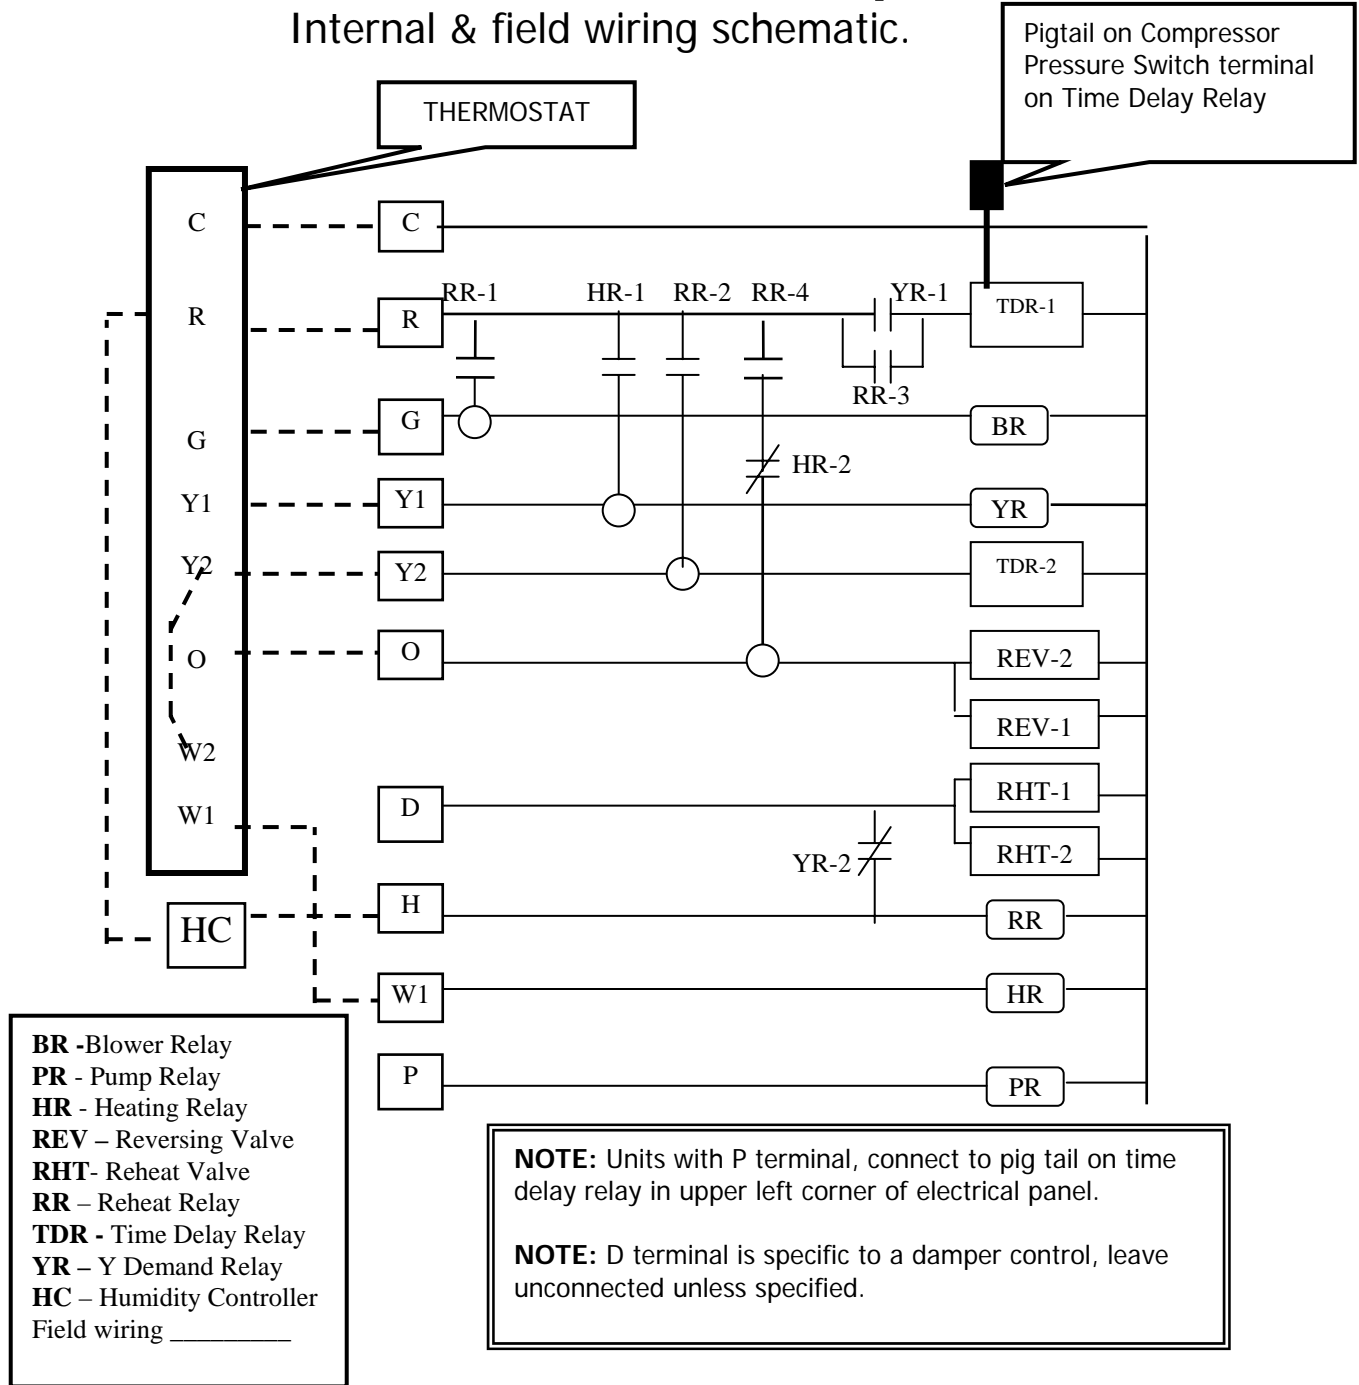 Internal & field wiring schematic.
Pigtail on Compressor
Pressure Switch terminal
on Time Delay Relay
THERMOSTAT
C
C
R
R
RR-1
HR-1
RR-2
RR-4
YR-1
TDR-1
RR-3
G
G
BR
HR-2
Y1
Y1
YR
Y2
Y2
TDR-2
O
O
REV-2
REV-1
W2
W1
D
RHT-1
YR-2
RHT-2
HC
H
RR
W1
HR
P
PR
BR -Blower Relay
PR - Pump Relay
HR - Heating Relay
REV – Reversing Valve
RHT- Reheat Valve
RR – Reheat Relay
TDR - Time Delay Relay
YR – Y Demand Relay
HC – Humidity Controller
Field wiring _________
NOTE: Units with P terminal, connect to pig tail on time
delay relay in upper left corner of electrical panel.
NOTE: D terminal is specific to a damper control, leave
unconnected unless specified.